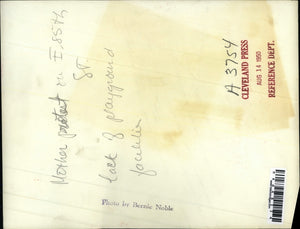 Mother protest on E. 85th
St.
lack of playground
facilities
Photo by Bernie Noble
A 3754
CLEVELAND PRESS
AUG 14 1950
REFERENCE DEPT.